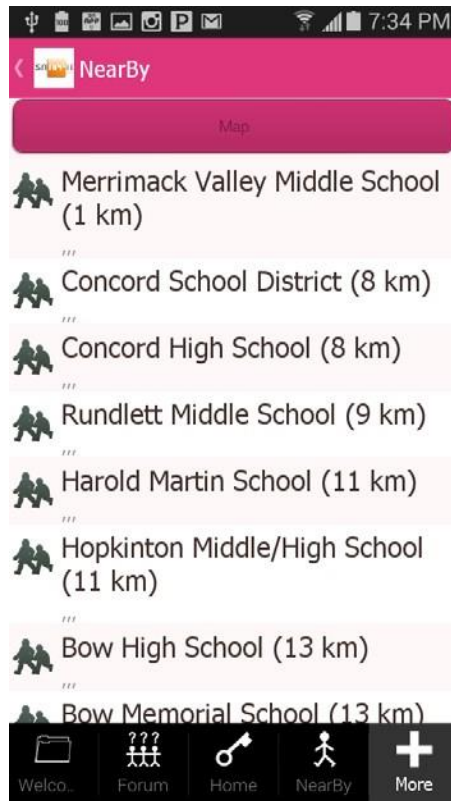 7:34 PM
NearBy
Map
Merrimack Valley Middle School
(1 km)
,,,
Concord School District (8 km)
,,,
Concord High School (8 km)
,,,
Rundlett Middle School (9 km)
,,,
Harold Martin School (11 km)
,,,
Hopkinton Middle/High School
(11 km)
,,,
Bow High School (13 km)
,,,
Bow Memorial School (13 km)
???
Welco..
Forum
Home
NearBy
More